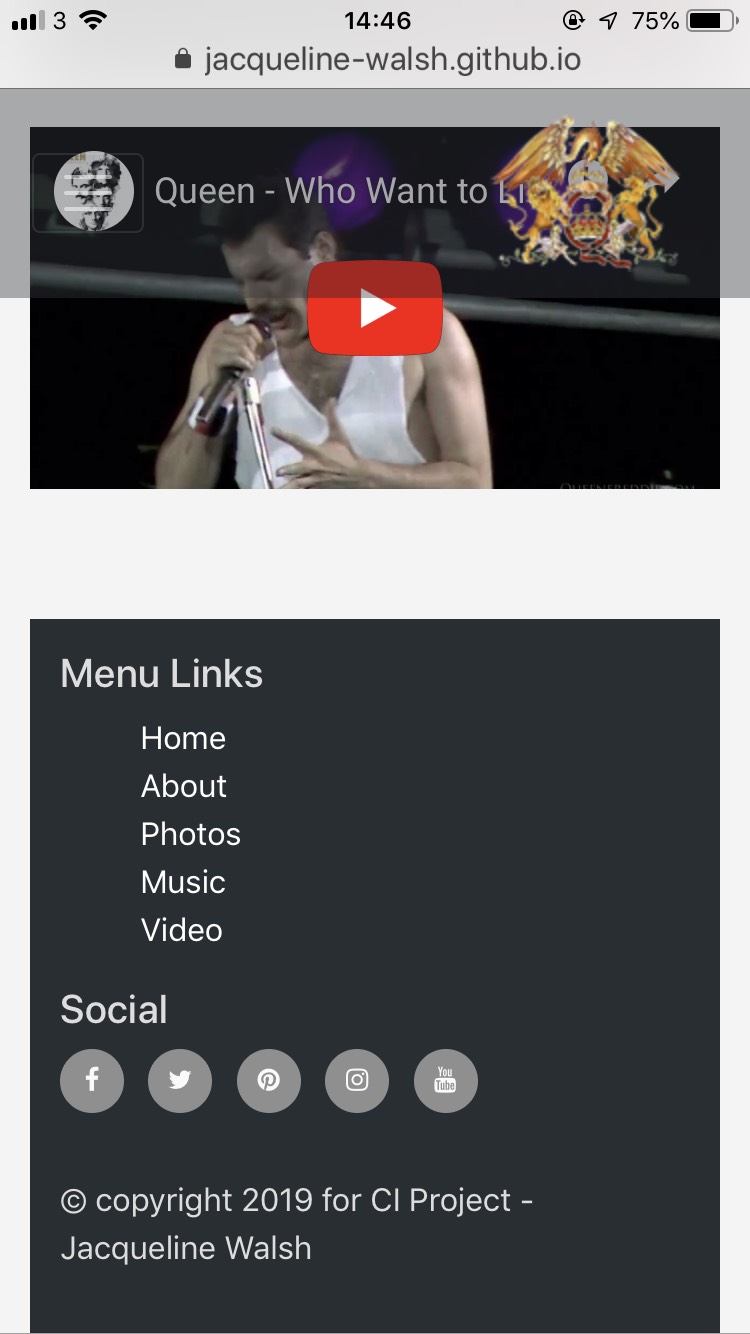 3 14:46 75%
jacqueline-walsh.github.io
Queen - Who Want to Li
Menu Links
Home
About
Photos
Music
Video
Social
You
Tube
© copyright 2019 for CI Project -
Jacqueline Walsh